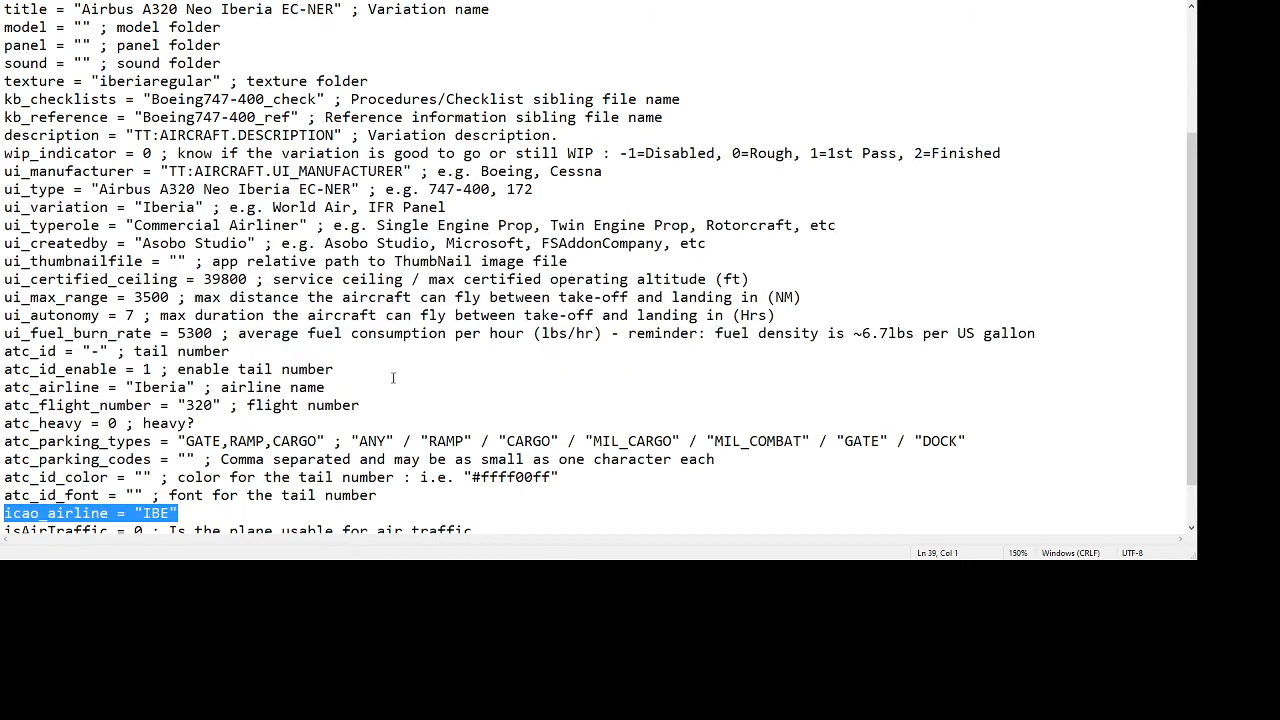 title = "Airbus A320 Neo Iberia EC-NER" ; Variation name
model = "" ; model folder
panel = "" ; panel folder
sound = "" ; sound folder
texture = "iberiaregular" ; texture folder
kb_checklists = "Boeing747-400_check" ; Procedures/Checklist sibling file name
kb_reference = "Boeing747-400_ref" ; Reference information sibling file name
description = "TT:AIRCRAFT.DESCRIPTION" ; Variation description.
wip_indicator = 0 ; know if the variation is good to go or still WIP : -1=Disabled, 0=Rough, 1=1st Pass, 2=Finished
ui_manufacturer = "TT:AIRCRAFT.UI_MANUFACTURER" ; e.g. Boeing, Cessna
ui_type = "Airbus A320 Neo Iberia EC-NER" ; e.g. 747-400, 172
ui_variation = "Iberia" ; e.g. World Air, IFR Panel
ui_typerole = "Commercial Airliner" ; e.g. Single Engine Prop, Twin Engine Prop, Rotorcraft, etc
ui_createdby = "Asobo Studio" ; e.g. Asobo Studio, Microsoft, FSAddonCompany, etc
ui_thumbnailfile = "" ; app relative path to ThumbNail image file
ui_certified_ceiling = 39800 ; service ceiling / max certified operating altitude (ft)
ui_max_range = 3500 ; max distance the aircraft can fly between take-off and landing in (NM)
ui_autonomy = 7 ; max duration the aircraft can fly between take-off and landing in (Hrs)
ui_fuel_burn_rate = 5300 ; average fuel consumption per hour (lbs/hr) - reminder: fuel density is ~6.7lbs per US gallon
atc_id = "-" ; tail number
atc_id_enable = 1 ; enable tail number
atc_airline = "Iberia" ; airline name
atc_flight_number = "320" ; flight number
atc_heavy = 0 ; heavy?
atc_parking_types = "GATE,RAMP,CARGO" ; "ANY" / "RAMP" / "CARGO" / "MIL_CARGO" / "MIL_COMBAT" / "GATE" / "DOCK"
atc_parking_codes = "" ; Comma separated and may be as small as one character each
atc_id_color = "" ; color for the tail number : i.e. "#ffff00ff"
atc_id_font = "" ; font for the tail number
icao_airline = "IBE"
isAirTraffic = 0 ; Is the plane usable for air traffic
Ln 39, Col 1 150% Windows (CRLF) UTF-8